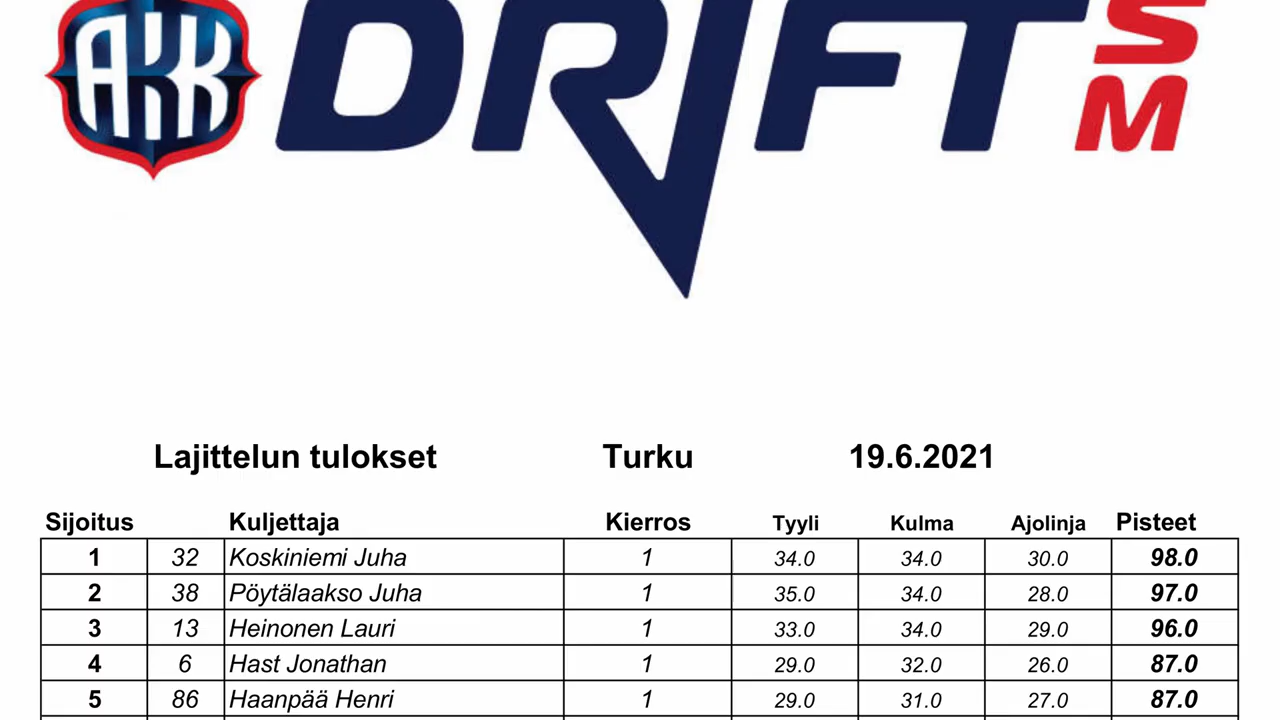 AKK DRIFT SM
Lajittelun tulokset Turku 19.6.2021
Sijoitus Kuljettaja Kierros Tyyli Kulma Ajolinja Pisteet
1 32 Koskiniemi Juha 1 34.0 34.0 30.0 98.0
2 38 Pöytälaakso Juha 1 35.0 34.0 28.0 97.0
3 13 Heinonen Lauri 1 33.0 34.0 29.0 96.0
4 6 Hast Jonathan 1 29.0 32.0 26.0 87.0
5 86 Haanpää Henri 1 29.0 31.0 27.0 87.0